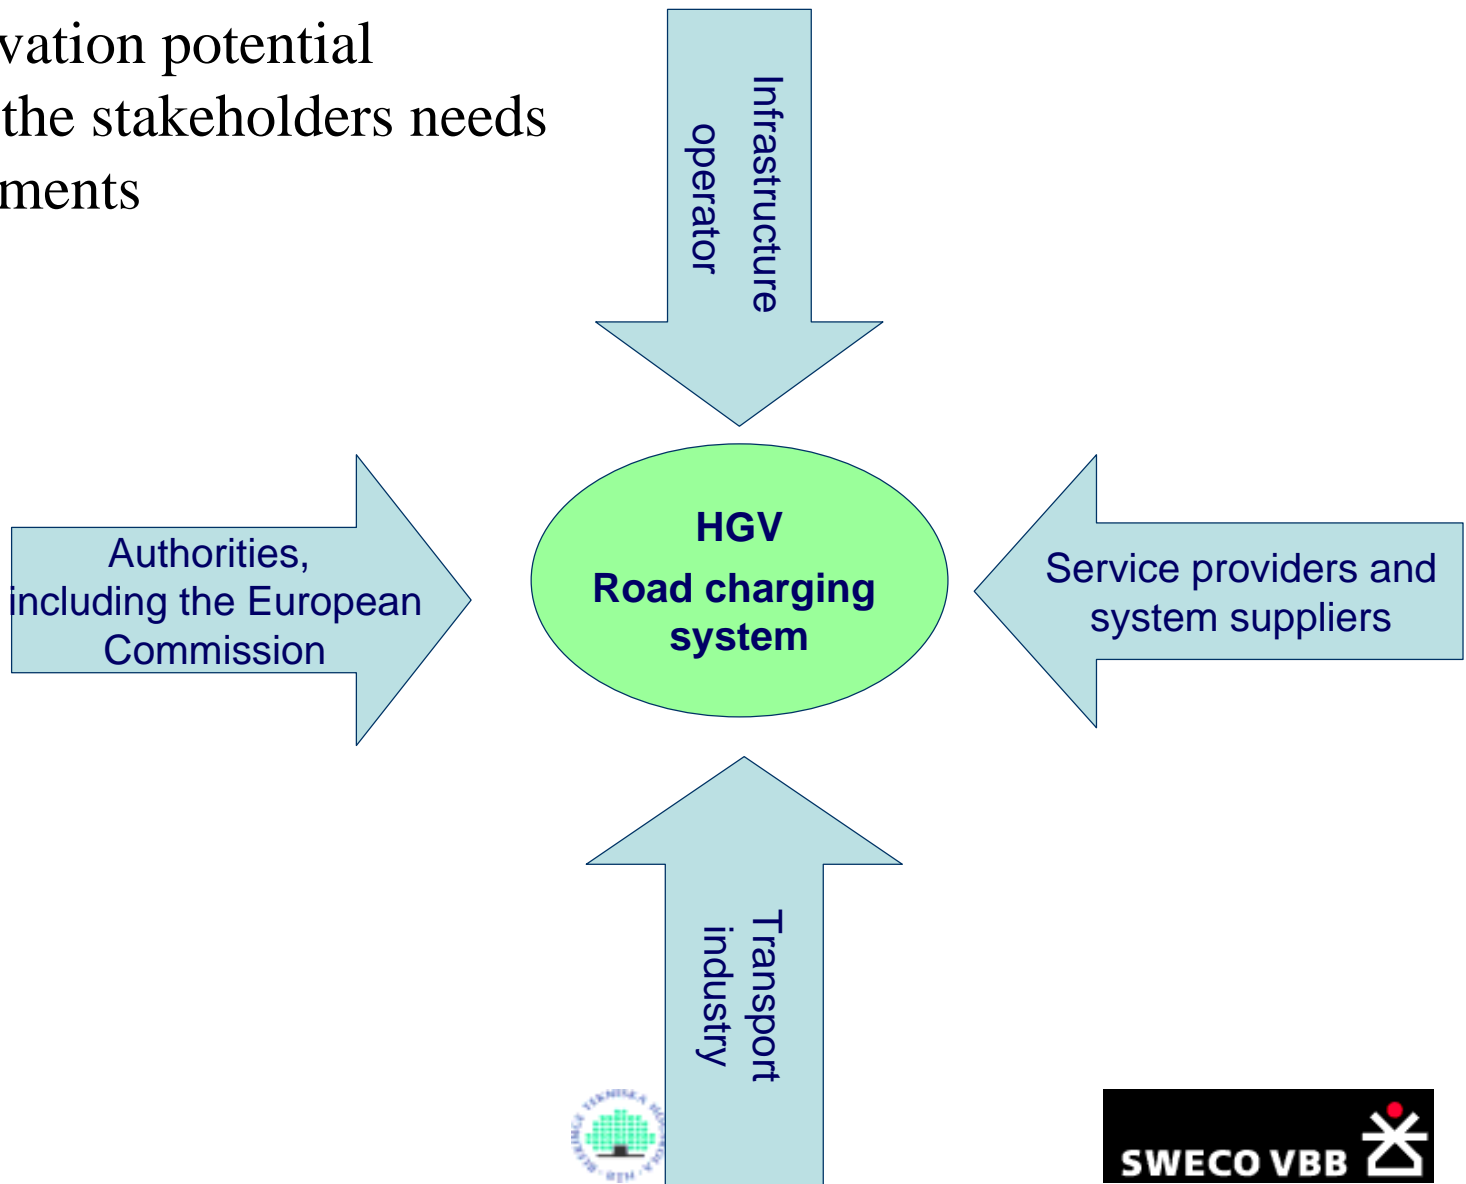 vation potential
the stakeholders needs
ments
Infrastructure
operator
Authorities,
including the European
Commission
HGV
Road charging
system
Service providers and
system suppliers
Transport
industry
SWECO VBB